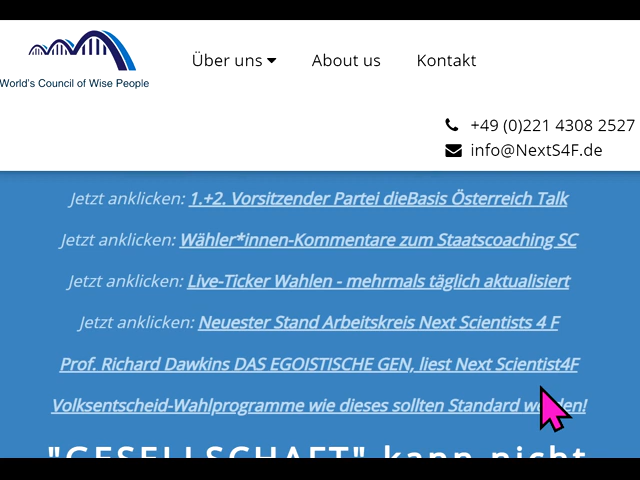 Über uns
About us
Kontakt
World's Council of Wise People
+49 (0)221 4308 2527
info@NextS4F.de
Jetzt anklicken: 1.+2. Vorsitzender Partei dieBasis Österreich Talk
Jetzt anklicken: Wähler*innen-Kommentare zum Staatscoaching SC
Jetzt anklicken: Live-Ticker Wahlen - mehrmals täglich aktualisiert
Jetzt anklicken: Neuester Stand Arbeitskreis Next Scientists 4 F
Prof. Richard Dawkins DAS EGOISTISCHE GEN, liest Next Scientist4F
Volksentscheid-Wahlprogramme wie dieses sollten Standard werden!
"GESELLSCHAFT" kann nicht